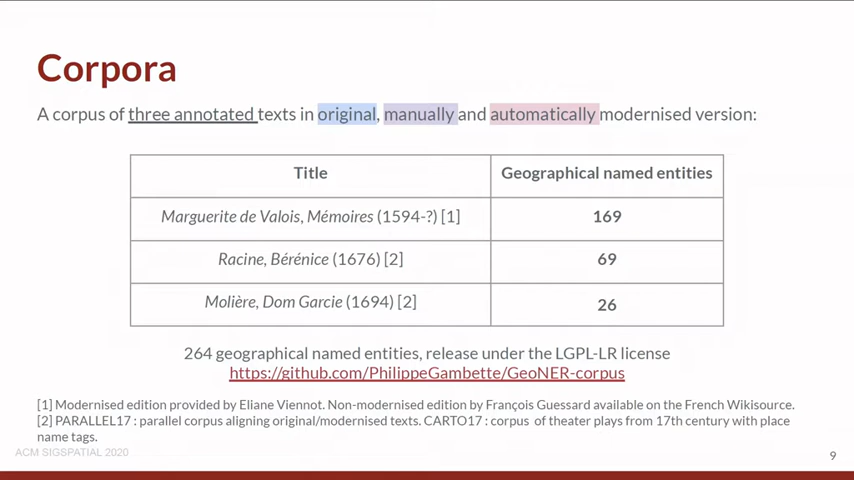 Corpora
A corpus of three annotated texts in original, manually and automatically modernised version:
Title Geographical named entities
Marguerite de Valois, Mémoires (1594-?) [1] 169
Racine, Bérénice (1676) [2] 69
Molière, Dom Garcie (1694) [2] 26
264 geographical named entities, release under the LGPL-LR license
https://github.com/PhilippeGambette/GeoNER-corpus
[1] Modernised edition provided by Eliane Viennot. Non-modernised edition by François Guessard available on the French Wikisource.
[2] PARALLEL17 : parallel corpus aligning original/modernised texts. CARTO17 : corpus of theater plays from 17th century with place
name tags.
ACM SIGSPATIAL 2020
9